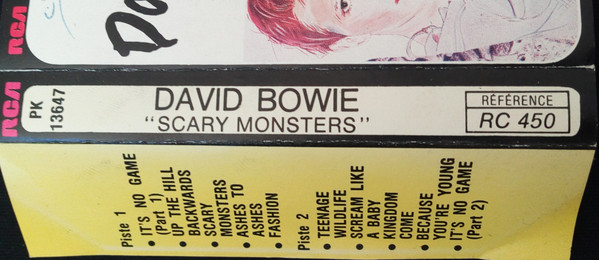 RCA
RCA
PK
13647
DAVID BOWIE
"SCARY MONSTERS"
RÉFÉRENCE
RC 450
Piste 1
• IT'S NO GAME
(Part 1)
• UP THE HILL
BACKWARDS
• SCARY
MONSTERS
• ASHES TO
ASHES
• FASHION
Piste 2
• TEENAGE
WILDLIFE
• SCREAM LIKE
A BABY
• KINGDOM
COME
• BECAUSE
YOU'RE YOUNG
• IT'S NO GAME
(Part 2)